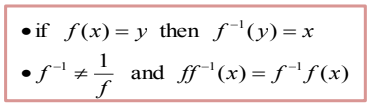 • if f(x) = y then f⁻¹(y) = x
• f⁻¹ ≠ 1/f and ff⁻¹(x) = f⁻¹f(x)